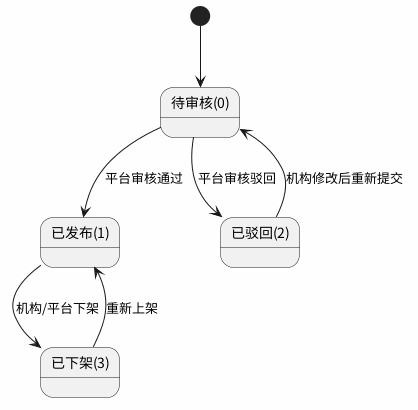 待审核(0)
平台审核通过
平台审核驳回
机构修改后重新提交
已发布(1)
已驳回(2)
机构/平台下架
重新上架
已下架(3)